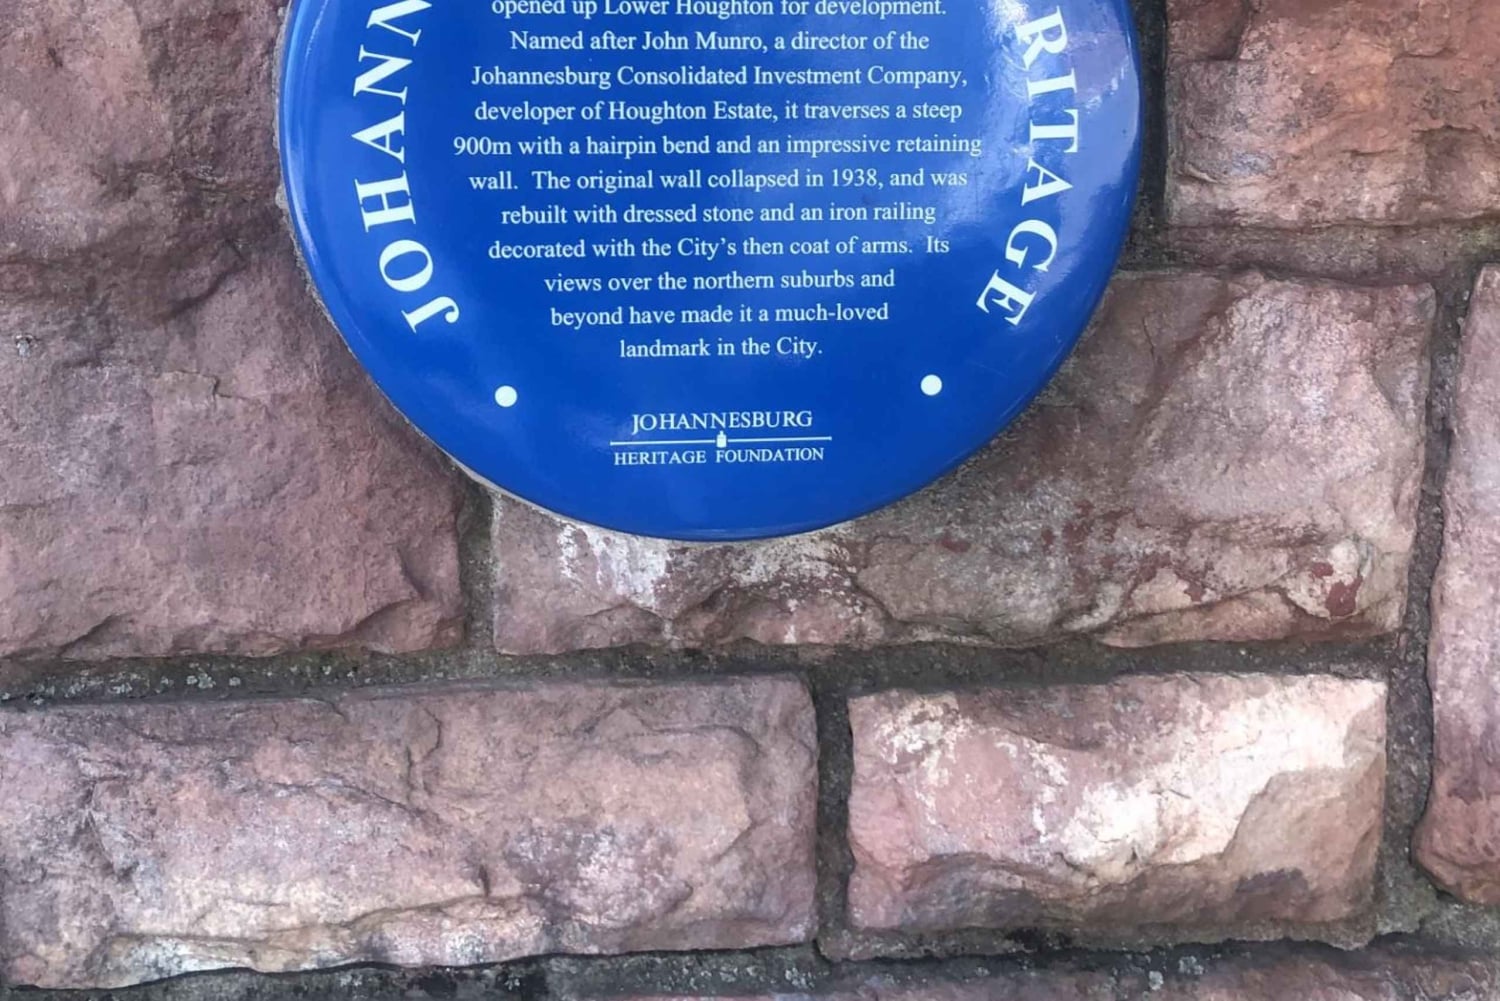 opened up Lower Houghton for development.
Named after John Munro, a director of the
Johannesburg Consolidated Investment Company,
developer of Houghton Estate, it traverses a steep
900m with a hairpin bend and an impressive retaining
wall. The original wall collapsed in 1938, and was
rebuilt with dressed stone and an iron railing
decorated with the City's then coat of arms. Its
views over the northern suburbs and
beyond have made it a much-loved
landmark in the City.
JOHANN
RITAGE
JOHANNESBURG
HERITAGE FOUNDATION